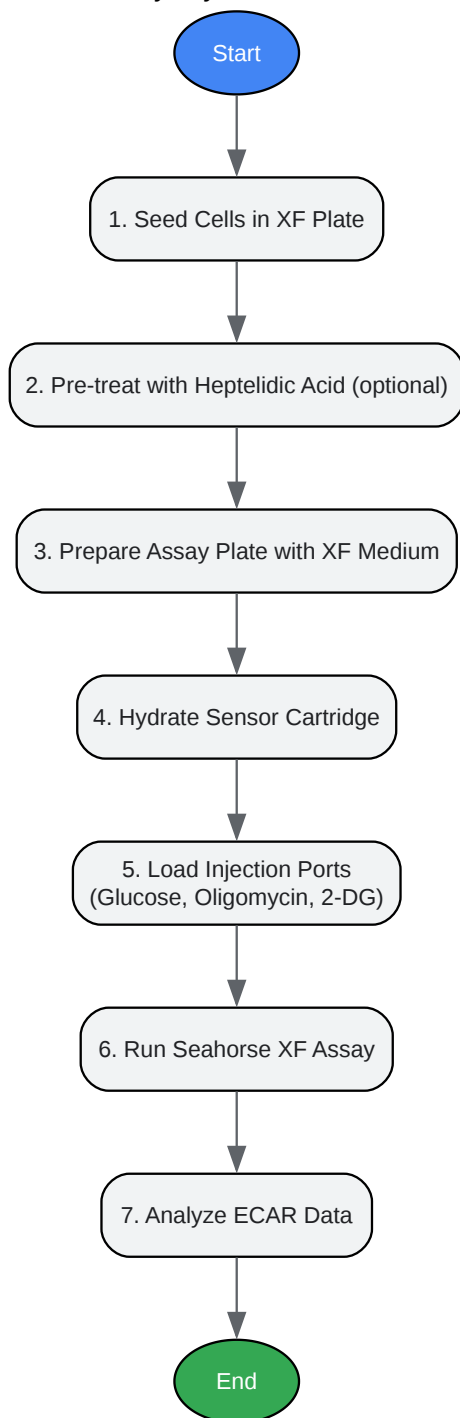 Start
1. Seed Cells in XF Plate
2. Pre-treat with Heptelidic Acid (optional)
3. Prepare Assay Plate with XF Medium
4. Hydrate Sensor Cartridge
5. Load Injection Ports
(Glucose, Oligomycin, 2-DG)
6. Run Seahorse XF Assay
7. Analyze ECAR Data
End